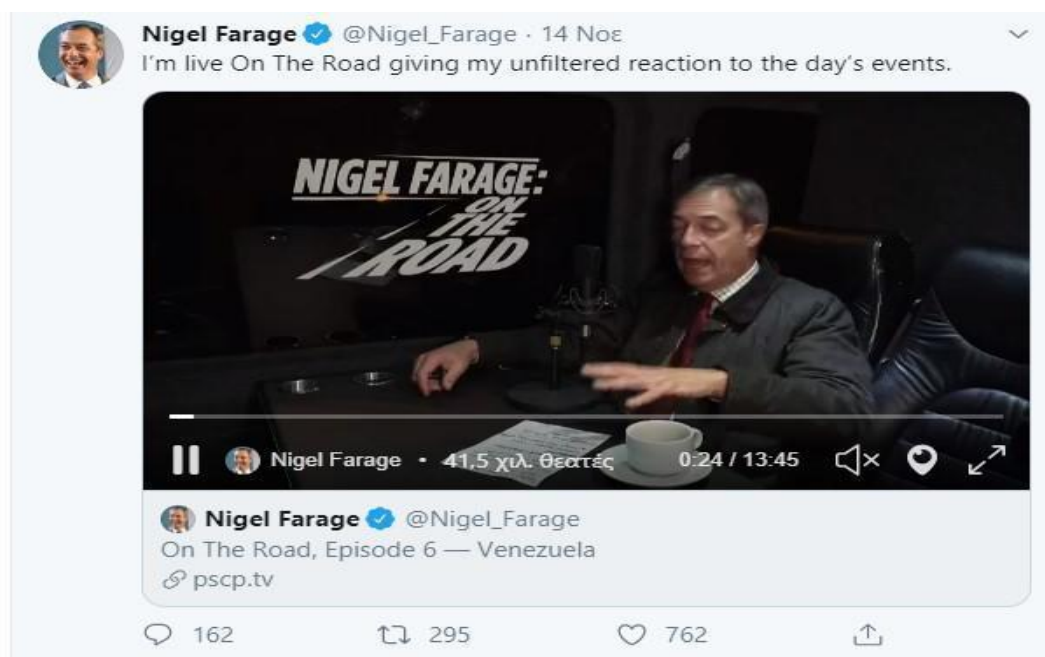 Nigel Farage @Nigel_Farage · 14 Νοε
I'm live On The Road giving my unfiltered reaction to the day's events.
NIGEL FARAGE:
ON
THE
ROAD
Nigel Farage • 41,5 χιλ. θεατές 0:24 / 13:45
Nigel Farage @Nigel_Farage
On The Road, Episode 6 — Venezuela
pscp.tv
162 295 762